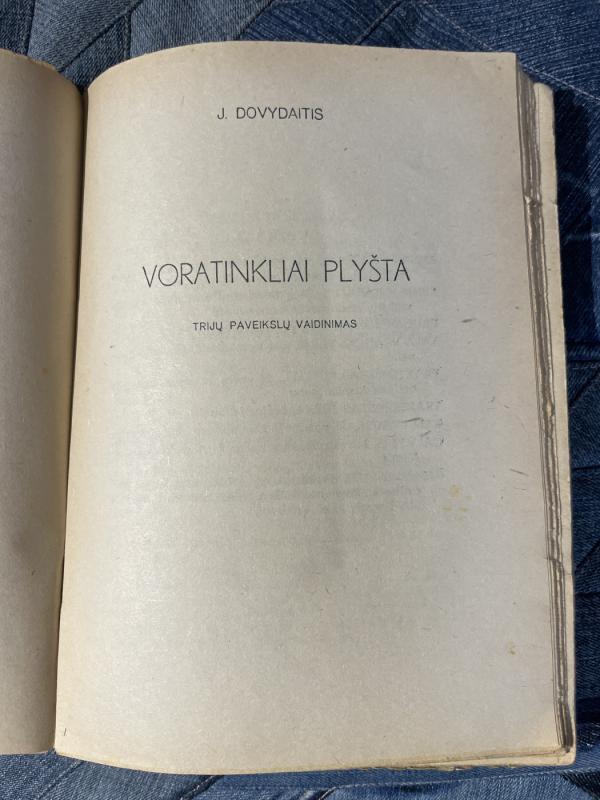 J. DOVYDAITIS
VORATINKLIAI PLYŠTA
TRIJŲ PAVEIKSLŲ VAIDINIMAS